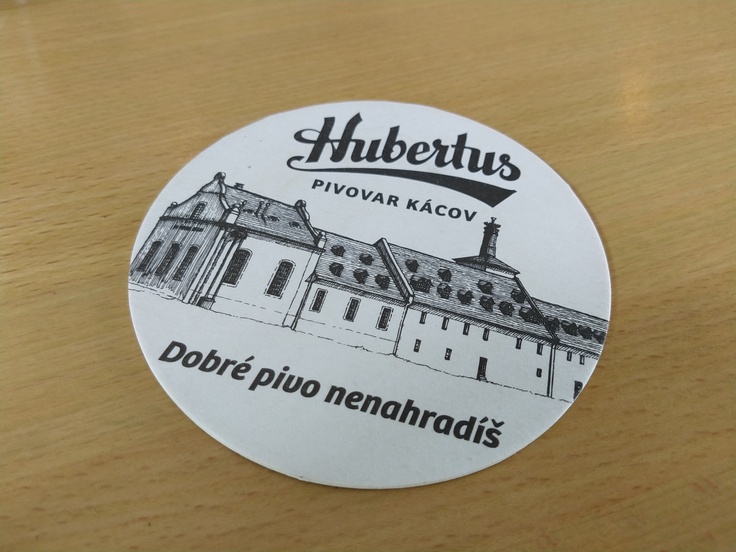 Hubertus
PIVOVAR KÁCOV
Dobré pivo nenahradíš